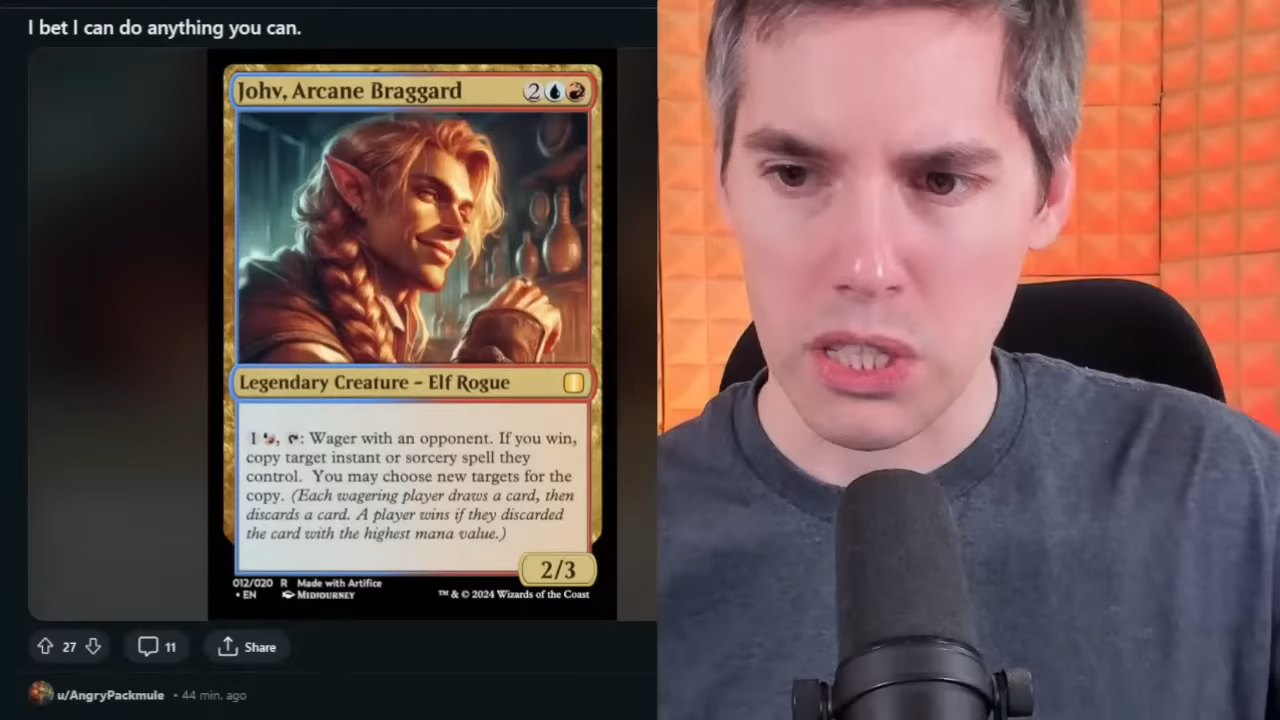 I bet I can do anything you can.
Johv, Arcane Braggard
2
Legendary Creature – Elf Rogue
1 , : Wager with an opponent. If you win,
copy target instant or sorcery spell they
control. You may choose new targets for the
copy. (Each wagering player draws a card, then
discards a card. A player wins if they discarded
the card with the highest mana value.)
2/3
012/020 R Made with Artifice
• EN MIDJOURNEY
™ & © 2024 Wizards of the Coast
27
11
Share
u/AngryPackmule • 44 min. ago